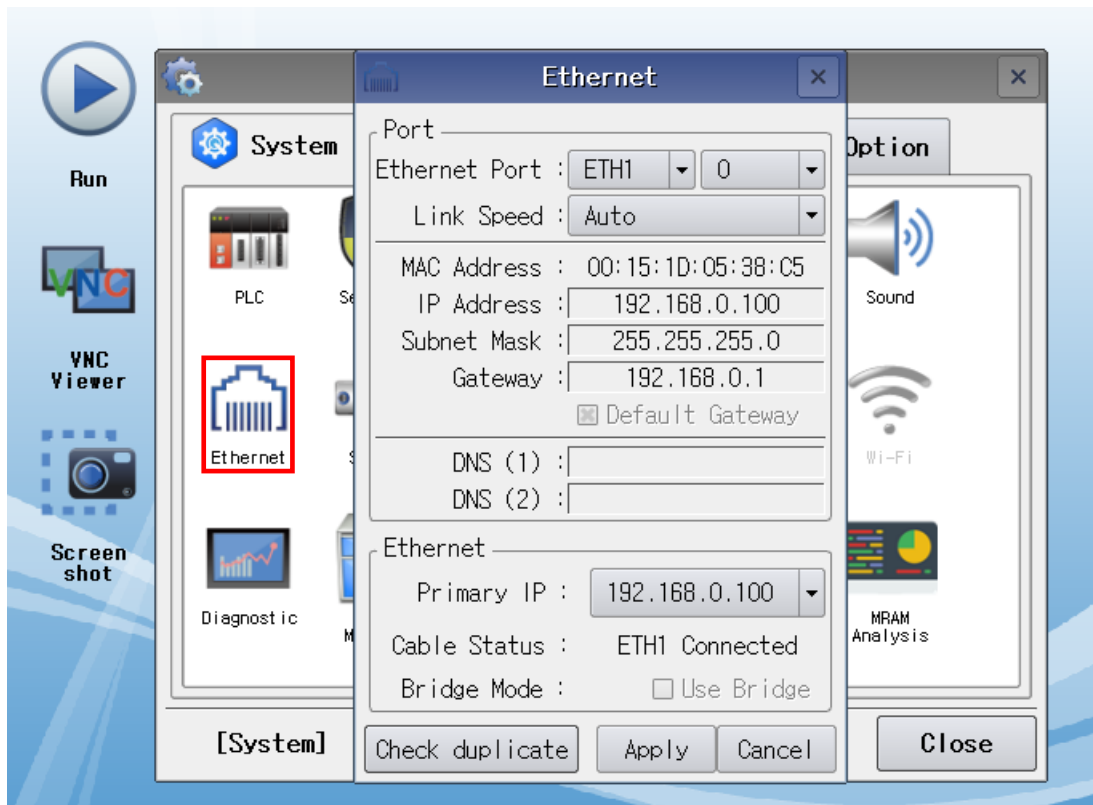 Run
VNC
VNC
Viewer
Screen
shot
System
Option
PLC
Se
Sound
Ethernet
S
Wi-Fi
Diagnostic
M
MRAM
Analysis
[System]
Close
Ethernet
Port
Ethernet Port : ETH1 0
Link Speed : Auto
MAC Address : 00:15:1D:05:38:C5
IP Address : 192.168.0.100
Subnet Mask : 255.255.255.0
Gateway : 192.168.0.1
Default Gateway
DNS (1) :
DNS (2) :
Ethernet
Primary IP : 192.168.0.100
Cable Status : ETH1 Connected
Bridge Mode : Use Bridge
Check duplicate Apply Cancel